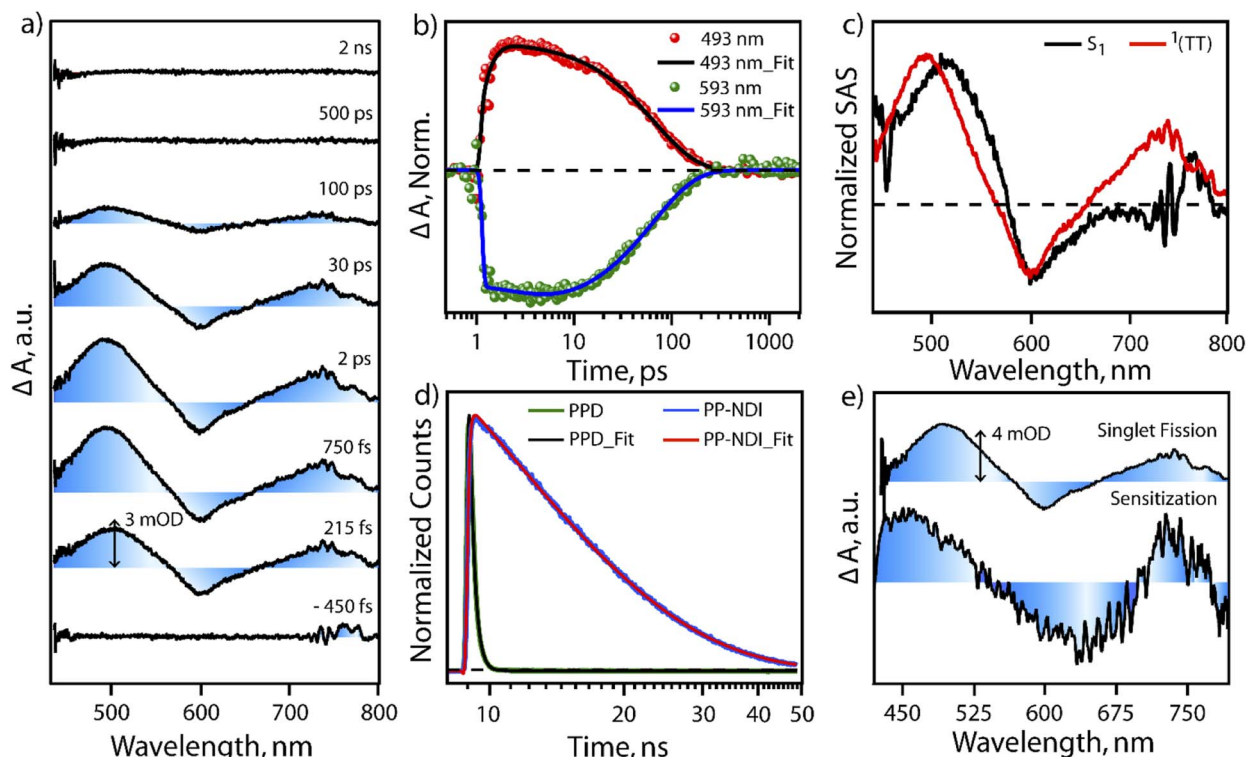 a)
2 ns
500 ps
100 ps
30 ps
2 ps
750 fs
3 mOD
215 fs
- 450 fs
Δ A, a.u.
500 600 700 800
Wavelength, nm
b)
493 nm
493 nm_Fit
593 nm
593 nm_Fit
Δ A, Norm.
1 10 100 1000
Time, ps
c)
S1 1(TT)
Normalized SAS
500 600 700 800
Wavelength, nm
d)
PPD PP-NDI
PPD_Fit PP-NDI_Fit
Normalized Counts
10 20 30 40 50
Time, ns
e)
4 mOD
Singlet Fission
Sensitization
Δ A, a.u.
450 525 600 675 750
Wavelength, nm